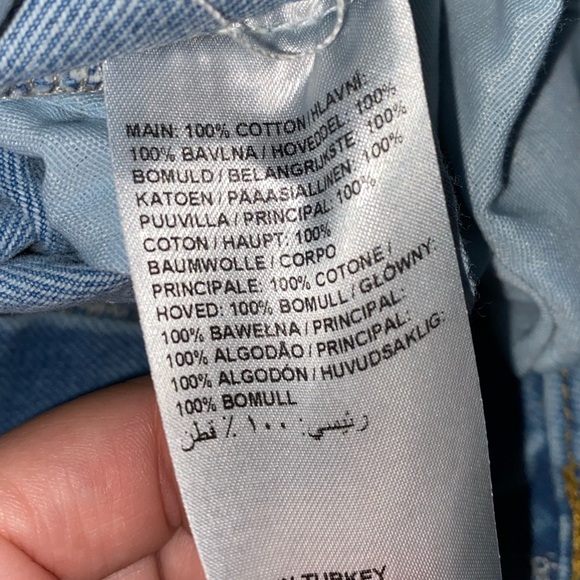 MAIN: 100% COTTON/HLAVNÍ:
100% BAVLNA / HOVEDDEL: 100%
BOMULD / BELANGRIJKSTE: 100%
KATOEN / PÄÄASIALLINEN: 100%
PUUVILLA / PRINCIPAL: 100%
COTON / HAUPT: 100%
BAUMWOLLE / CORPO
PRINCIPALE: 100% COTONE /
HOVED: 100% BOMULL / GŁÓWNY:
100% BAWEŁNA / PRINCIPAL:
100% ALGODÃO / PRINCIPAL:
100% ALGODÓN / HUVUDSAKLIG:
100% BOMULL
رئيسي: ١٠٠ ٪ قطن
TURKEY